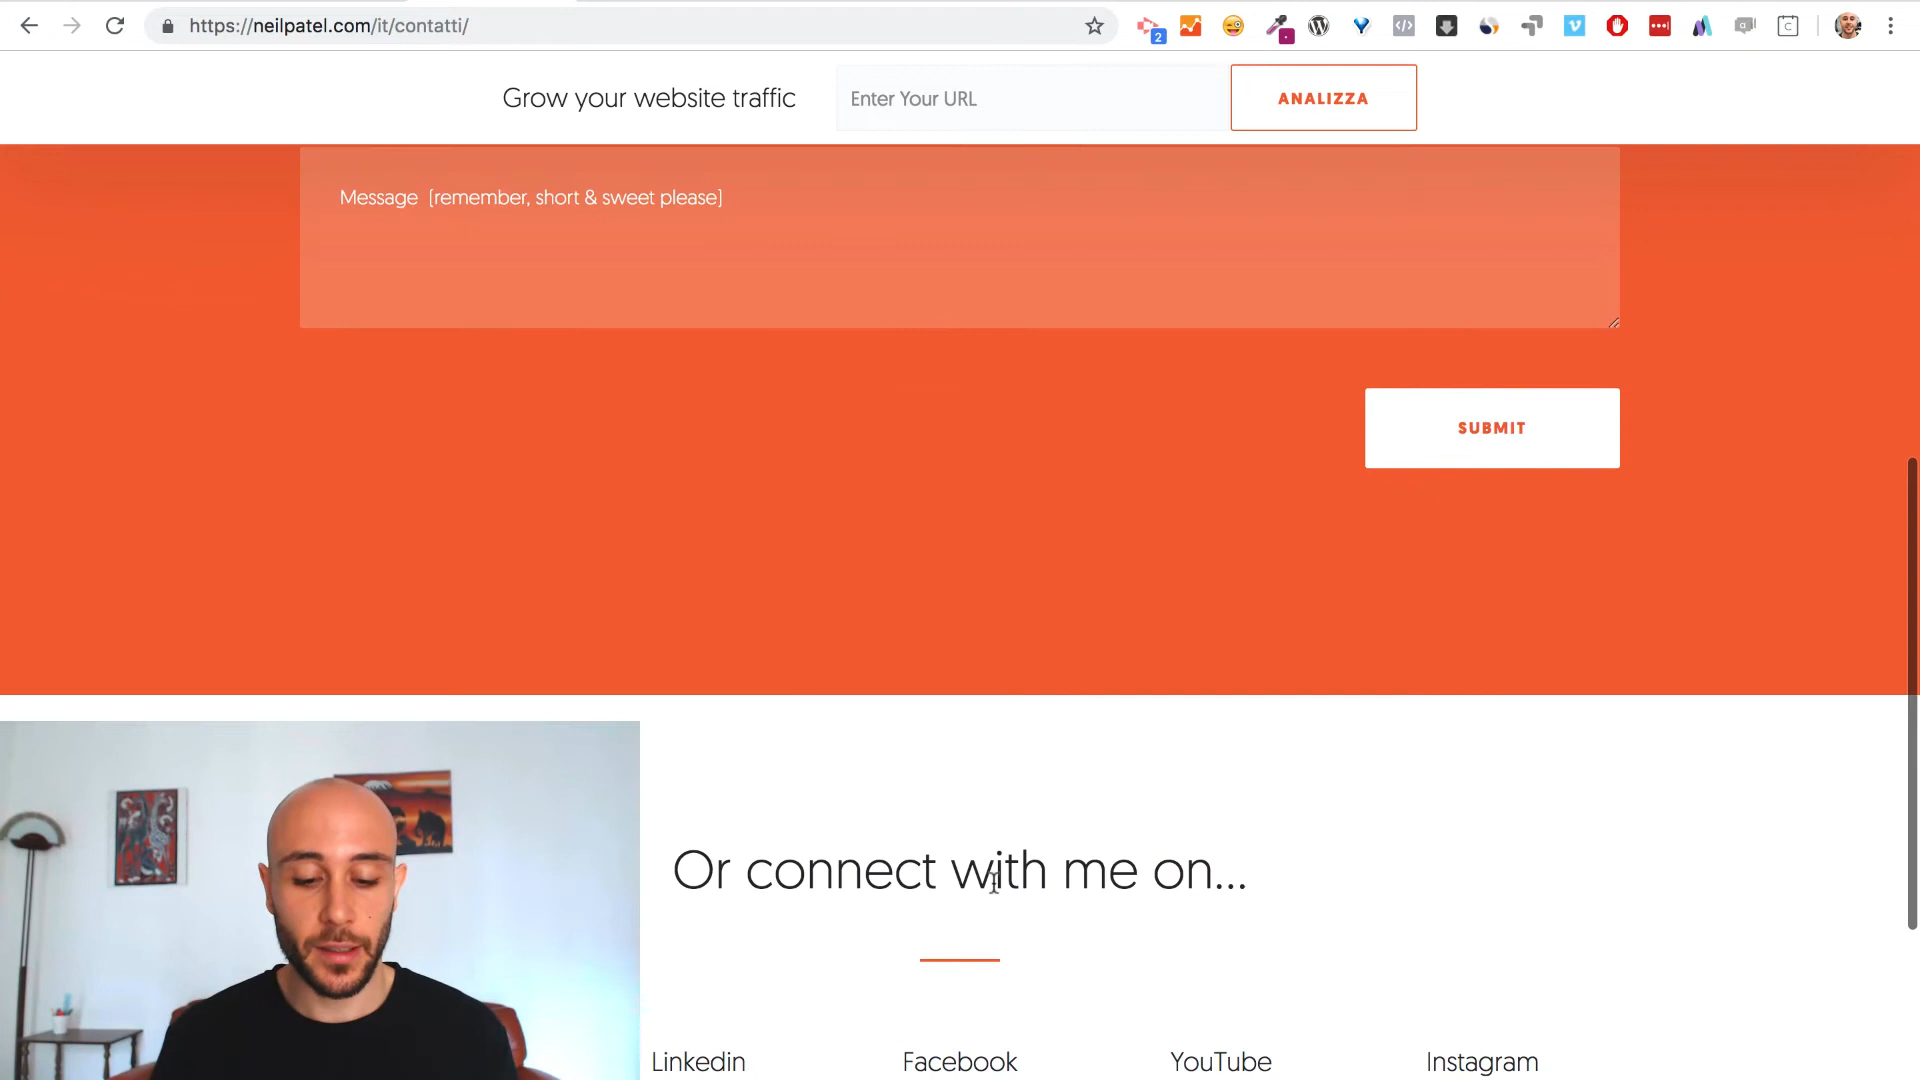 https://neilpatel.com/it/contatti/
2
Grow your website traffic
Enter Your URL
ANALIZZA
Message [remember, short & sweet please]
SUBMIT
Or connect with me on...
Linkedin
Facebook
YouTube
Instagram